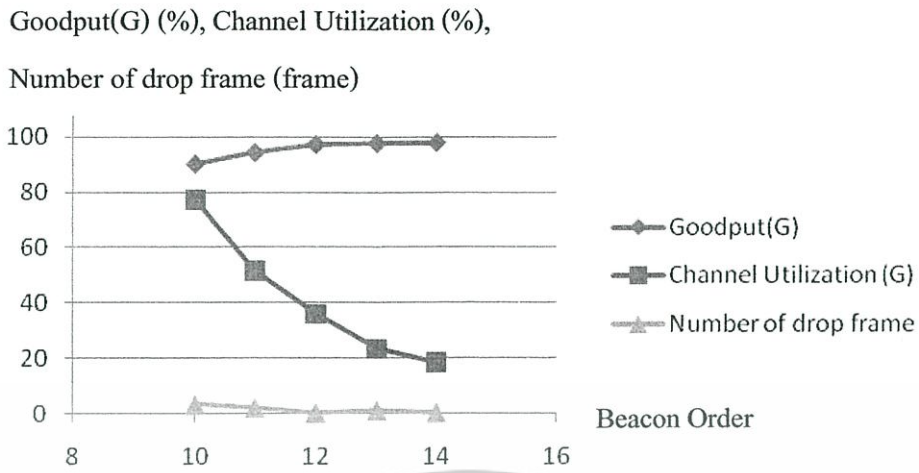 Goodput(G) (%), Channel Utilization (%),
Number of drop frame (frame)
100
80
60
40
20
0
8 10 12 14 16
Beacon Order
Goodput(G)
Channel Utilization (G)
Number of drop frame